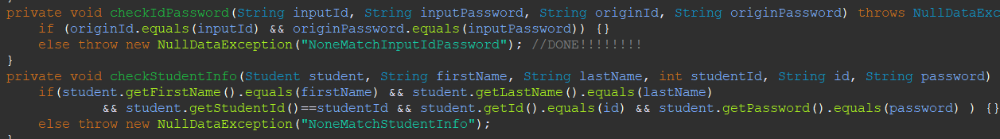 private void checkIdPassword(String inputId, String inputPassword, String originId, String originPassword) throws NullDataExc
if (originId.equals(inputId) && originPassword.equals(inputPassword)) {}
else throw new NullDataException("NoneMatchInputIdPassword"); //DONE!!!!!!!!
}
private void checkStudentInfo(Student student, String firstName, String lastName, int studentId, String id, String password)
if(student.getFirstName().equals(firstName) && student.getLastName().equals(lastName)
&& student.getStudentId()==studentId && student.getId().equals(id) && student.getPassword().equals(password) ) {}
else throw new NullDataException("NoneMatchStudentInfo");